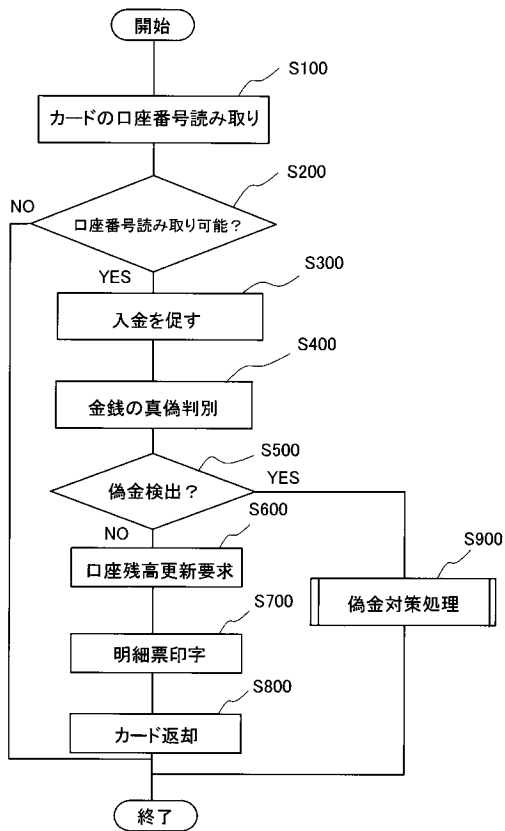 開始
S100
カードの口座番号読み取り
S200
NO
口座番号読み取り可能？
YES
S300
入金を促す
S400
金銭の真偽判別
S500
偽金検出？
YES
NO
S600
口座残高更新要求
S900
偽金対策処理
S700
明細票印字
S800
カード返却
終了